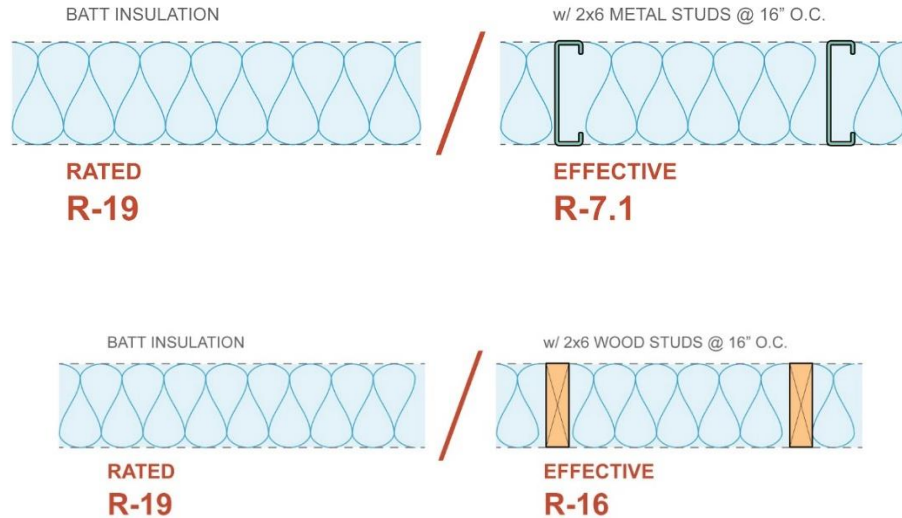 BATT INSULATION
w/ 2x6 METAL STUDS @ 16" O.C.
RATED
R-19
EFFECTIVE
R-7.1
BATT INSULATION
w/ 2x6 WOOD STUDS @ 16" O.C.
RATED
R-19
EFFECTIVE
R-16